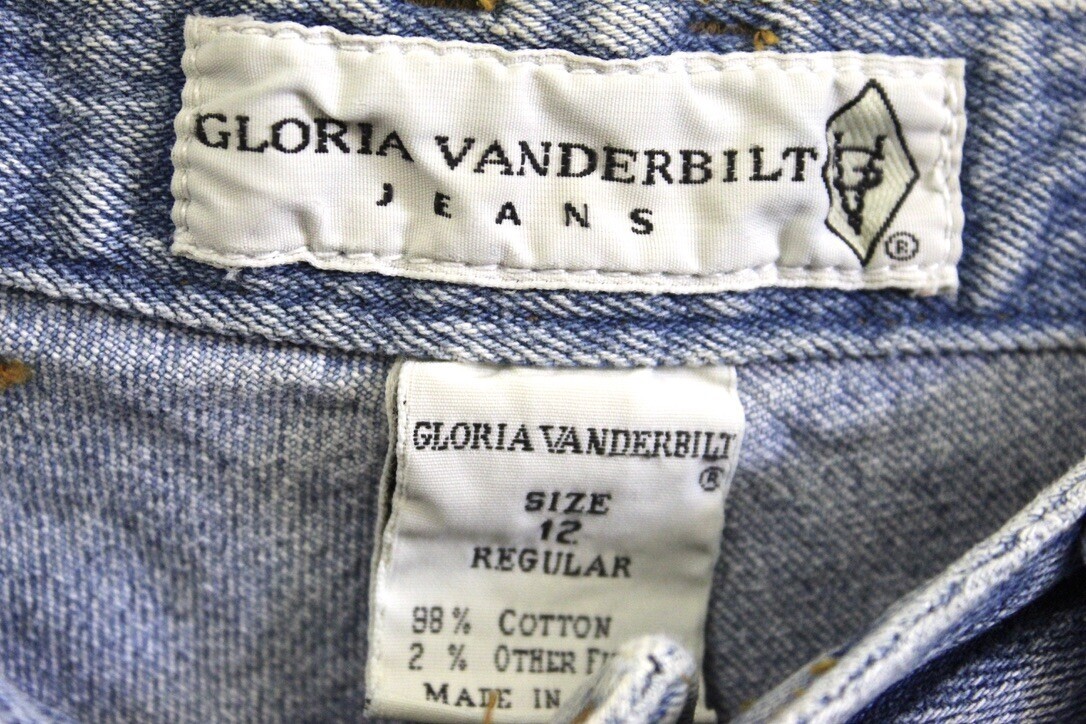 GLORIA VANDERBILT
JEANS
®
GLORIA VANDERBILT
®
SIZE
12
REGULAR
98% COTTON
2 % OTHER
MADE IN